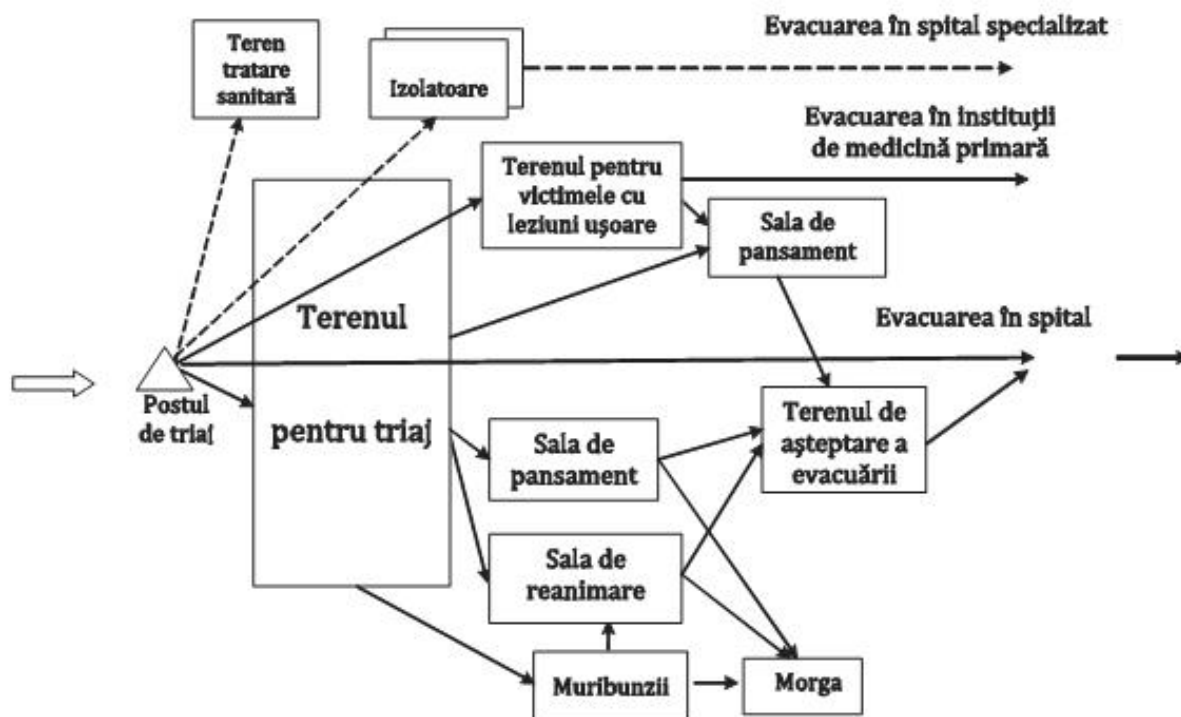 Teren
tratare
sanitară
Izolatoare
Evacuarea în spital specializat
Evacuarea în instituții
de medicină primară
Terenul pentru
victimele cu
leziuni ușoare
Sala de
pansament
Terenul
pentru triaj
Evacuarea în spital
Postul
de triaj
Sala de
pansament
Terenul de
așteptare a
evacuării
Sala de
reanimare
Muribunzii
Morga